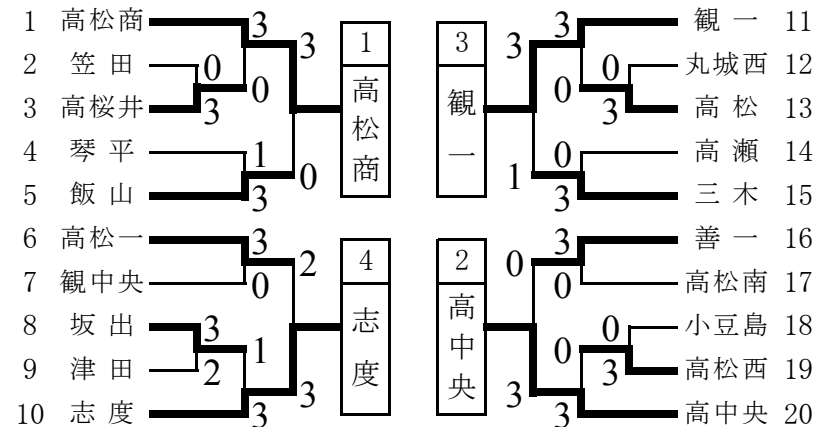 1 高松商 3 3 1 3 3 3 観一 11
2 笠田 0 0 丸城西 12
3 高桜井 3 0 高松商 観一 0 3 高松 13
4 琴平 1 0 高瀬 14
5 飯山 3 0 1 3 三木 15
6 高松一 3 2 4 2 0 3 善一 16
7 観中央 0 0 高松南 17
8 坂出 3 志度 高中央 0 小豆島 18
9 津田 2 1 0 3 高松西 19
10 志度 3 3 3 3 高中央 20